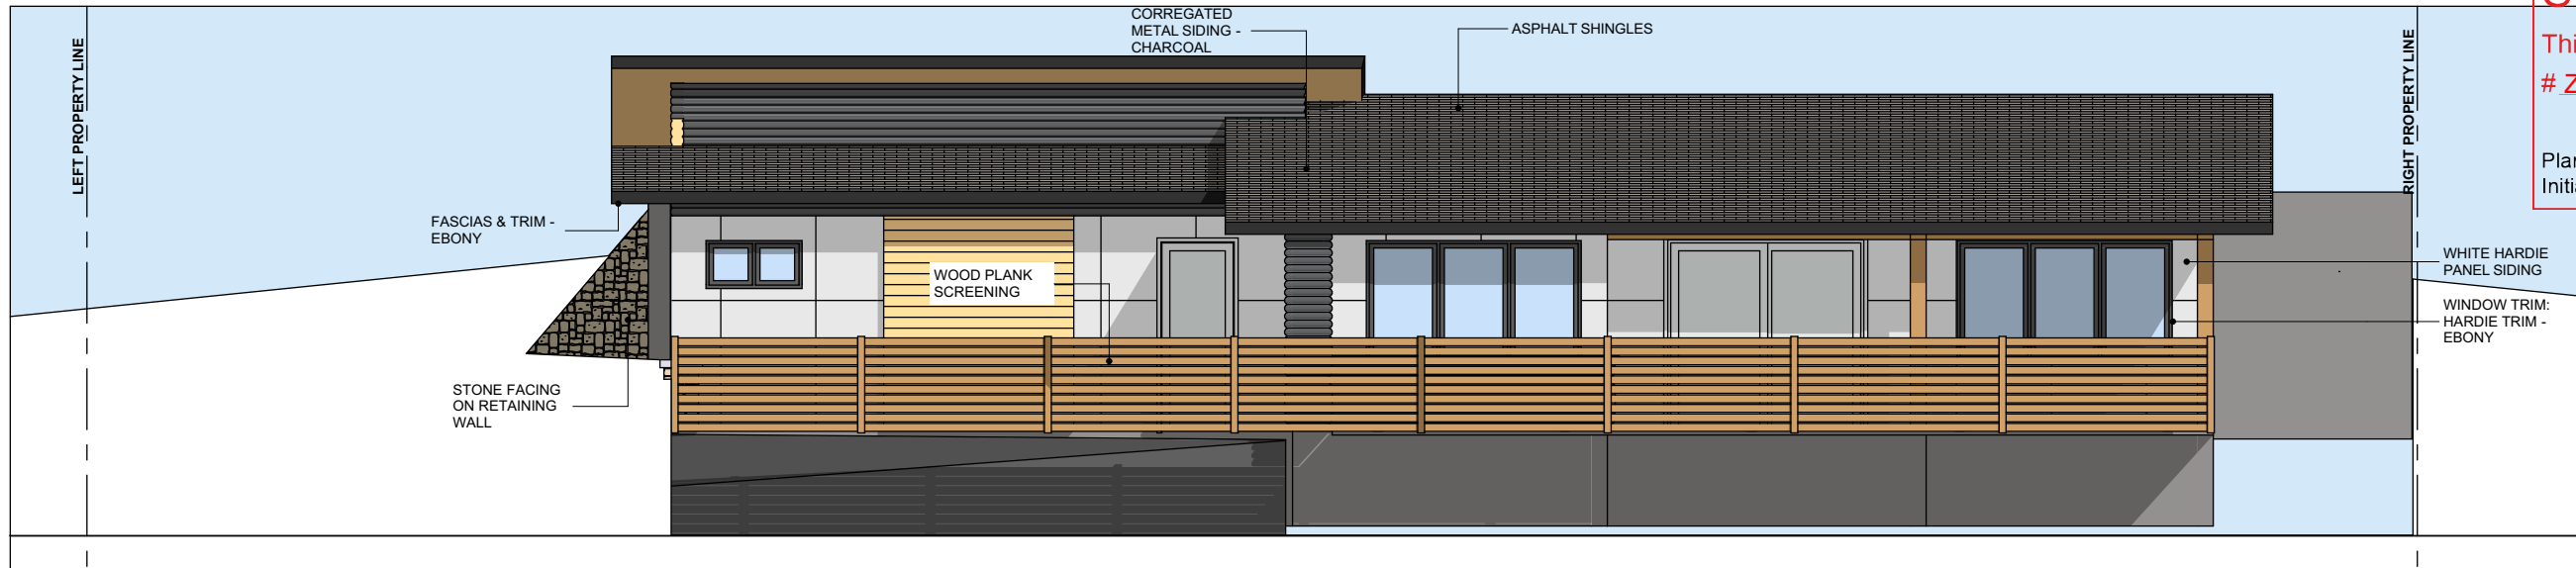 CORREGATED
METAL SIDING -
CHARCOAL
ASPHALT SHINGLES
LEFT PROPERTY LINE
RIGHT PROPERTY LINE
FASCIAS & TRIM -
EBONY
WOOD PLANK
SCREENING
WHITE HARDIE
PANEL SIDING
WINDOW TRIM:
HARDIE TRIM -
EBONY
STONE FACING
ON RETAINING
WALL